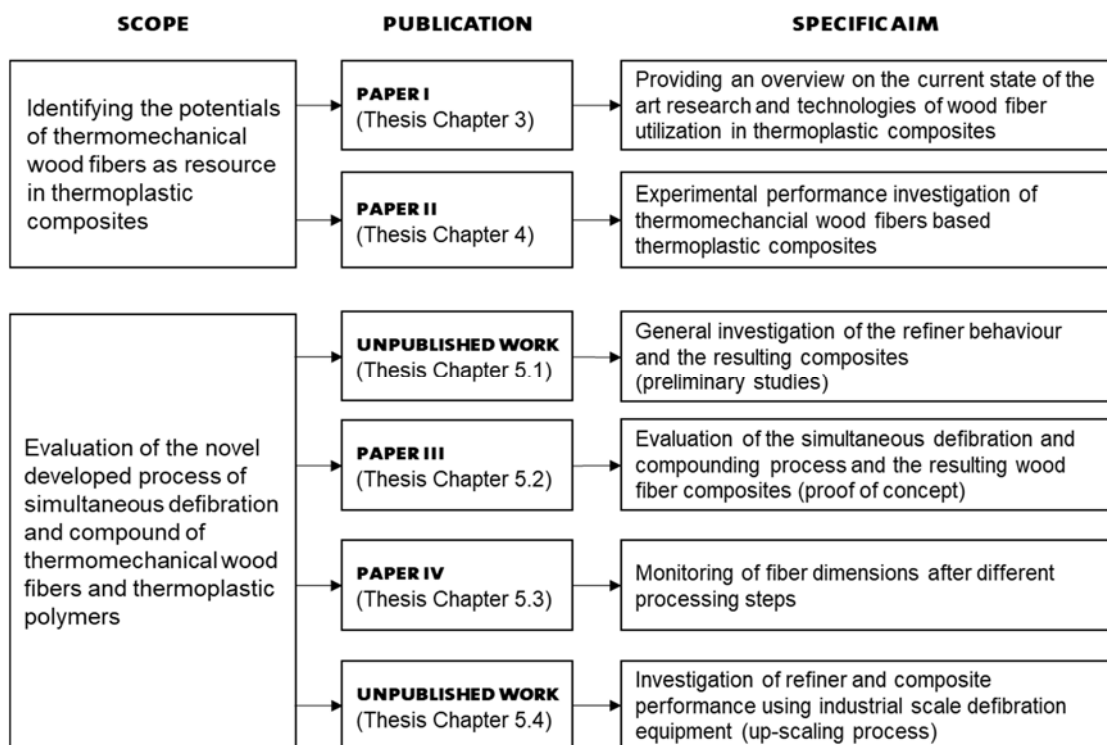 SCOPE
PUBLICATION
SPECIFIC AIM
Identifying the potentials
of thermomechanical
wood fibers as resource
in thermoplastic
composites
PAPER I
(Thesis Chapter 3)
Providing an overview on the current state of the
art research and technologies of wood fiber
utilization in thermoplastic composites
PAPER II
(Thesis Chapter 4)
Experimental performance investigation of
thermomechancial wood fibers based
thermoplastic composites
Evaluation of the novel
developed process of
simultaneous defibration
and compound of
thermomechanical wood
fibers and thermoplastic
polymers
UNPUBLISHED WORK
(Thesis Chapter 5.1)
General investigation of the refiner behaviour
and the resulting composites
(preliminary studies)
PAPER III
(Thesis Chapter 5.2)
Evaluation of the simultaneous defibration and
compounding process and the resulting wood
fiber composites (proof of concept)
PAPER IV
(Thesis Chapter 5.3)
Monitoring of fiber dimensions after different
processing steps
UNPUBLISHED WORK
(Thesis Chapter 5.4)
Investigation of refiner and composite
performance using industrial scale defibration
equipment (up-scaling process)